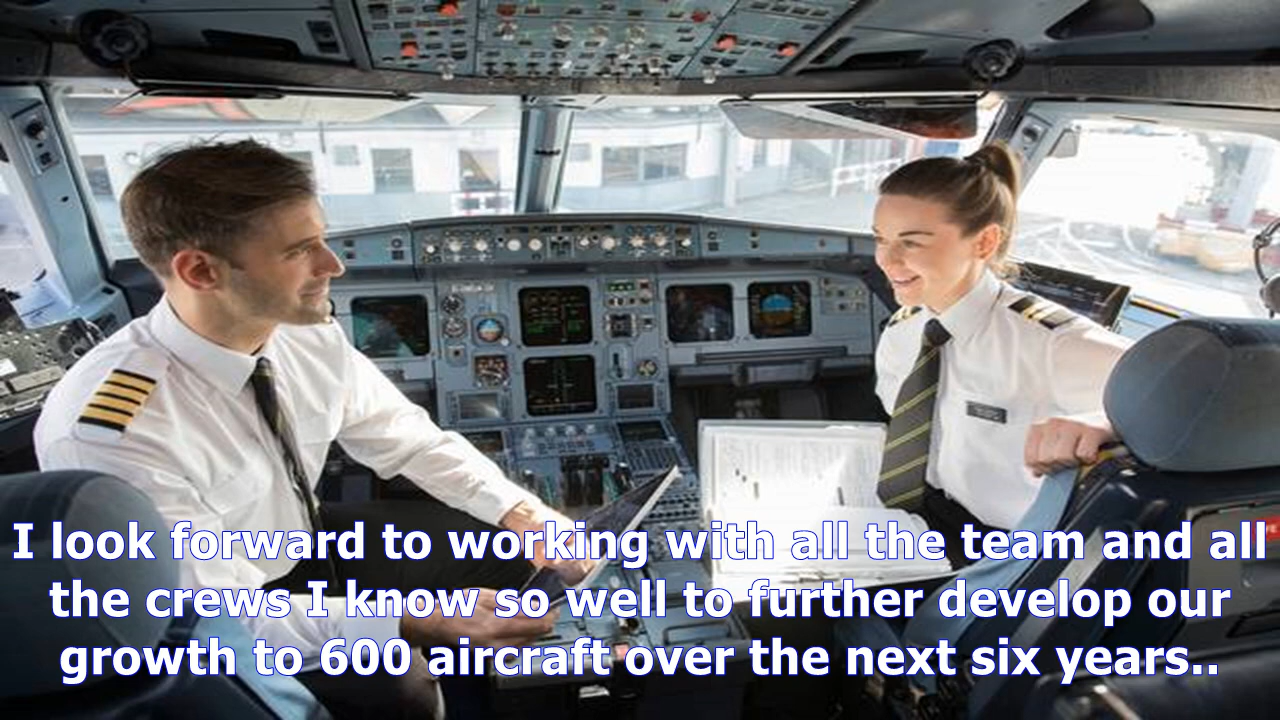 I look forward to working with all the team and all
the crews I know so well to further develop our
growth to 600 aircraft over the next six years..